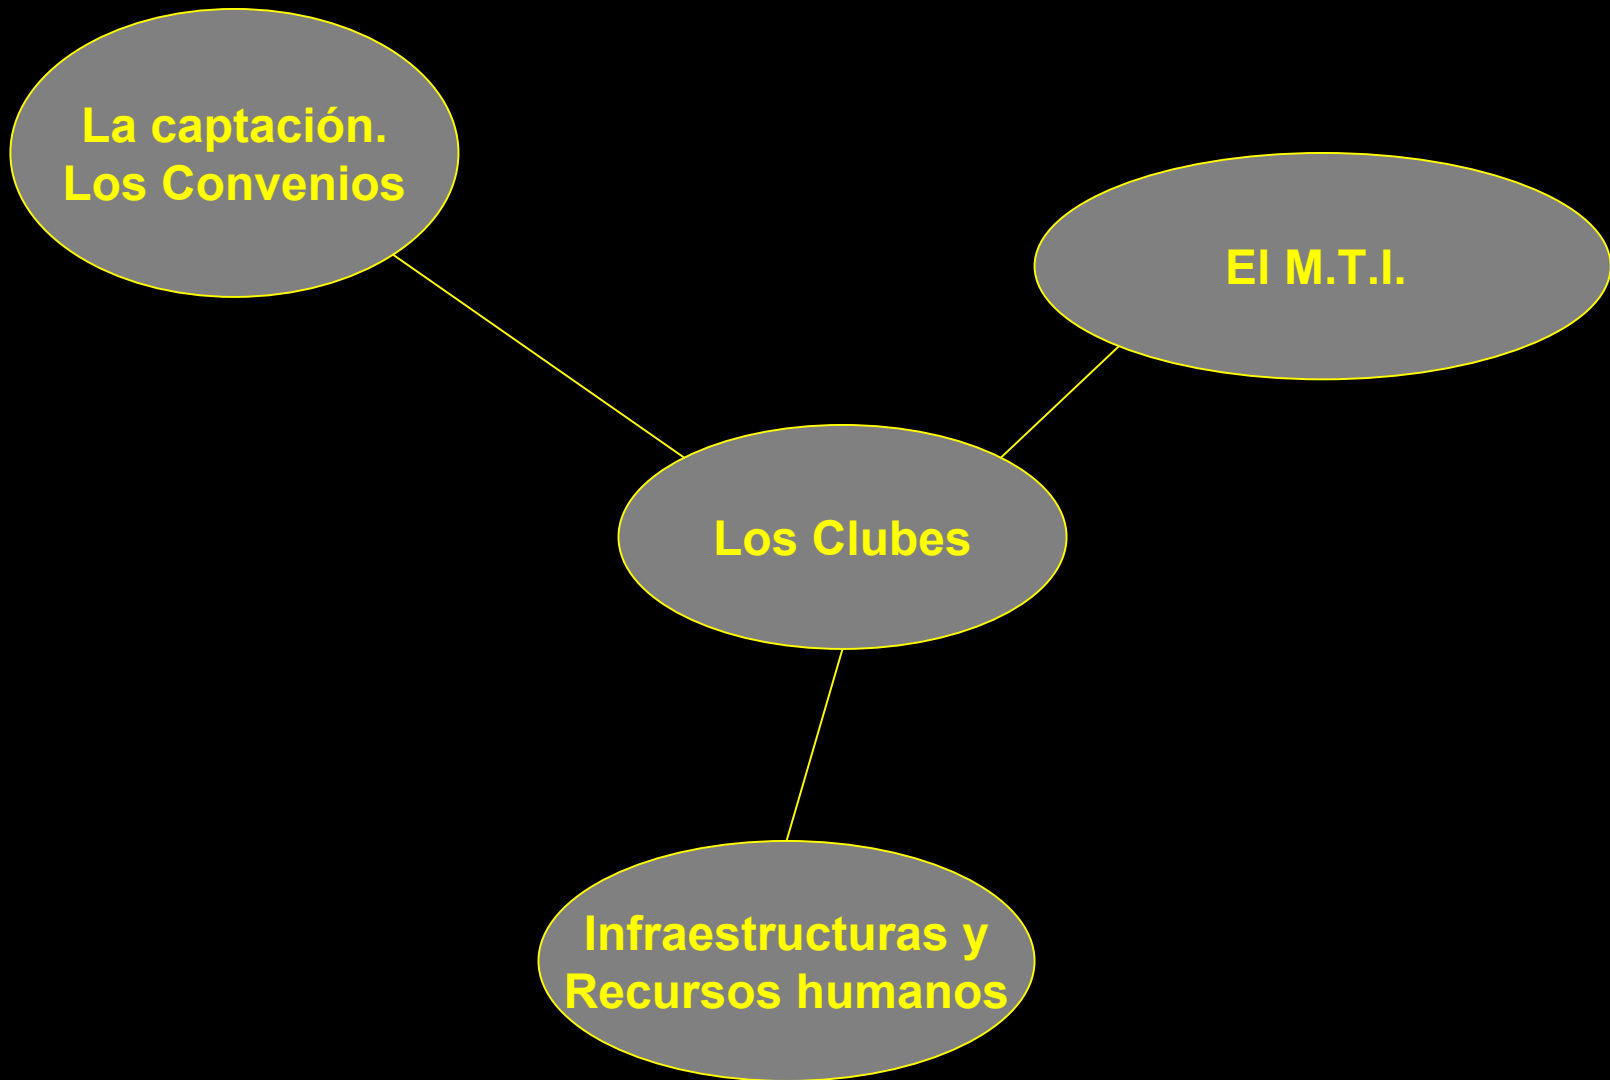 La captación.
Los Convenios
El M.T.I.
Los Clubes
Infraestructuras y
Recursos humanos